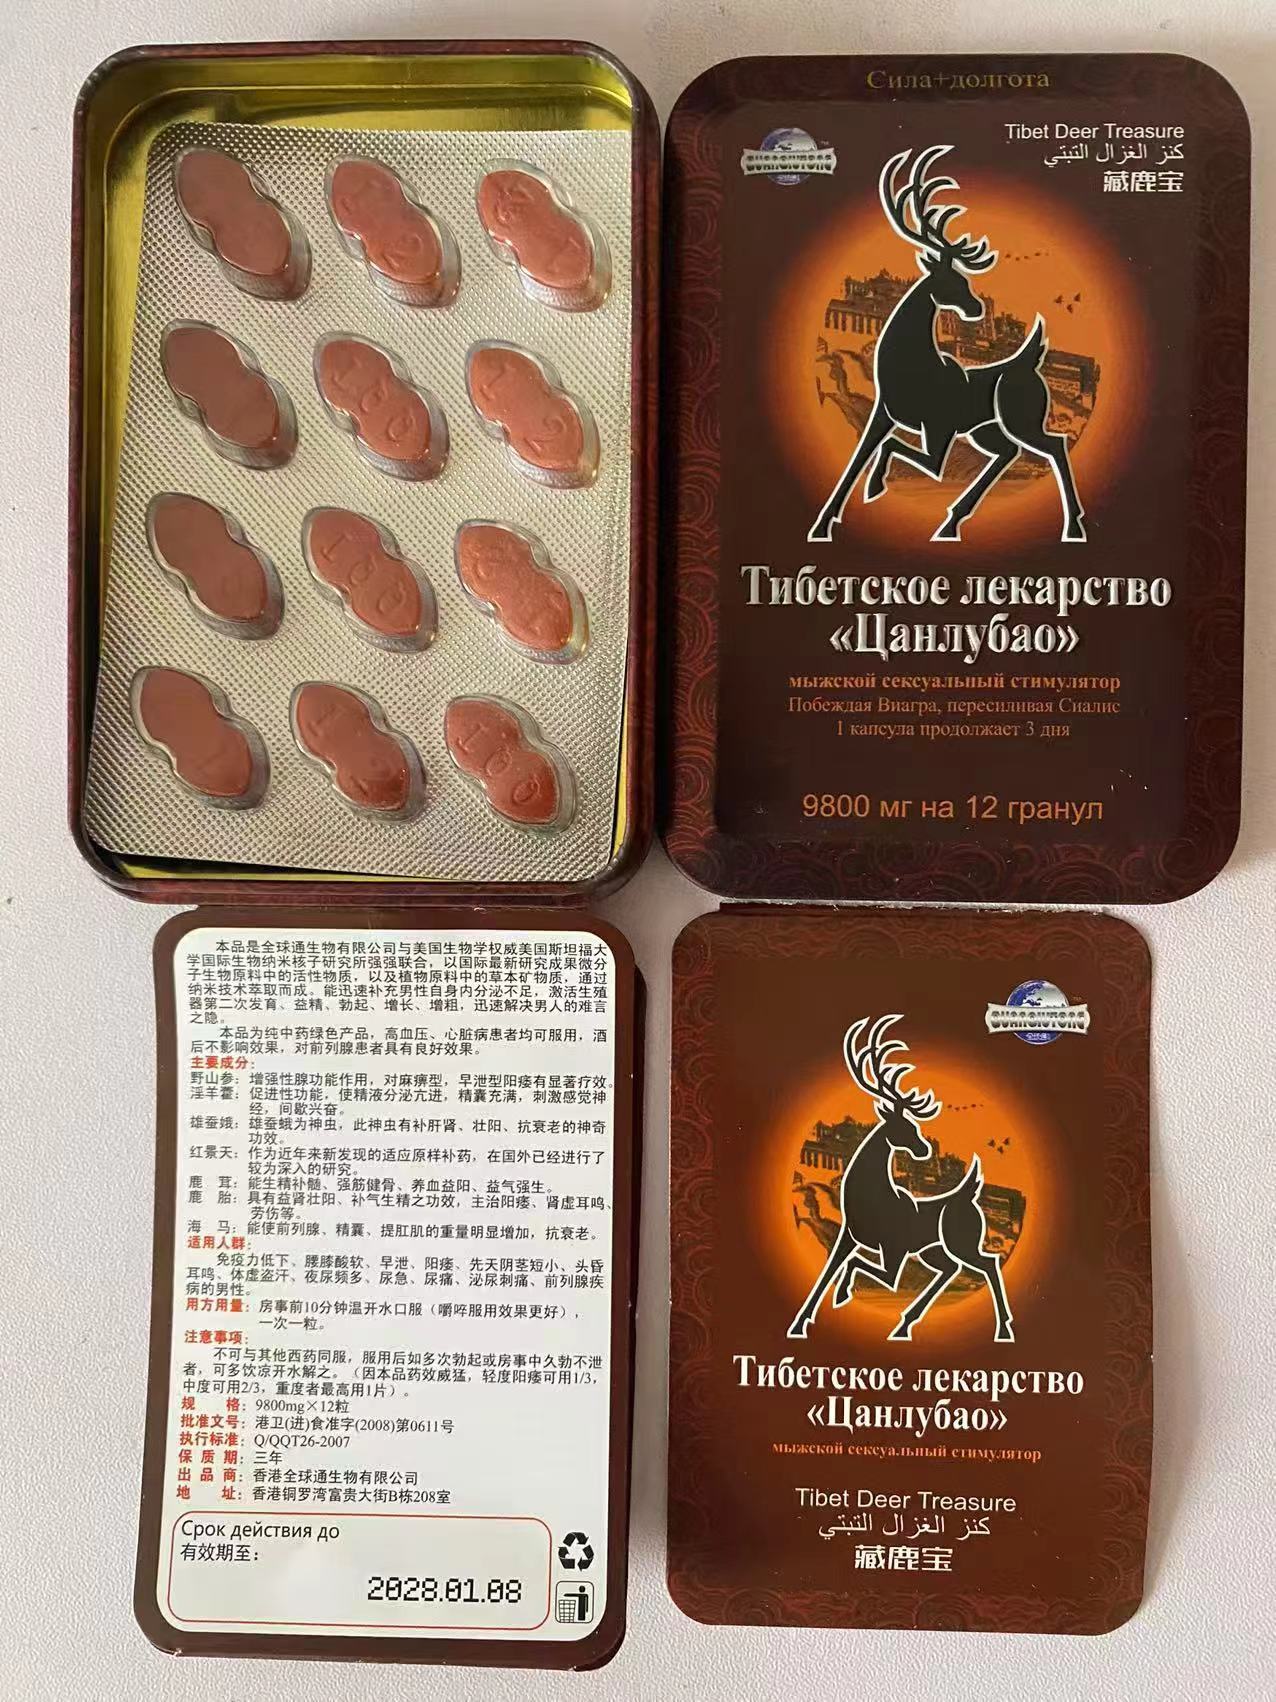 Сила+долгота
GUANGIUTONG
Tibet Deer Treasure
كنز الغزال التبتي
藏鹿宝
Тибетское лекарство
«Цанлубао»
мыжской сексуальный стимулятор
Побеждая Виагра, пересиливая Сиалис
1 капсула продолжает 3 дня
9800 мг на 12 гранул
100
100
100
本品是全球通生物有限公司与美国生物学权威美国斯坦福大
学国际生物纳米核子研究所强强联合，以国际最新研究成果微分
子生物原料中的活性物质，以及植物原料中的草本矿物质，通过
纳米技术萃取而成。能迅速补充男性自身内分泌不足，激活生殖
器第二次发育、益精、勃起、增长、增粗，迅速解决男人的难言
之隐。
本品为纯中药绿色产品，高血压、心脏病患者均可服用，酒
后不影响效果，对前列腺患者具有良好效果。
主要成分：
野山参：增强性腺功能作用，对麻痹型，早泄型阳痿有显著疗效。
淫羊藿：促进性功能，使精液分泌亢进，精囊充满，刺激感觉神
经，间歇兴奋。
雄蚕娥：雄蚕蛾为神虫，此神虫有补肝肾、壮阳、抗衰老的神奇
功效。
红景天：作为近年来新发现的适应原样补药，在国外已经进行了
较为深入的研究。
鹿 茸：能生精补髓、强筋健骨、养血益阳、益气强生。
鹿 胎：具有益肾壮阳、补气生精之功效，主治阳痿、肾虚耳鸣、
劳伤等。
海 马：能使前列腺、精囊、提肛肌的重量明显增加，抗衰老。
适用人群：
免疫力低下、腰膝酸软、早泄、阳痿、先天阴茎短小、头昏
耳鸣、体虚盗汗、夜尿频多、尿急、尿痛、泌尿刺痛、前列腺疾
病的男性。
用方用量：房事前10分钟温开水口服（嚼啐服用效果更好），
一次一粒。
注意事项：
不可与其他西药同服，服用后如多次勃起或房事中久勃不泄
者，可多饮凉开水解之。（因本品药效威猛，轻度阳痿可用1/3，
中度可用2/3，重度者最高用1片）。
规 格：9800mg×12粒
批准文号：港卫(进)食准字(2008)第0611号
执行标准：Q/QQT26-2007
保 质 期：三年
出 品 商：香港全球通生物有限公司
地 址：香港铜罗湾富贵大街B栋208室
Срок действия до
有效期至：
2028.01.08
GUANGIUTONG
Тибетское лекарство
«Цанлубао»
мыжской сексуальный стимулятор
Tibet Deer Treasure
كنز الغزال التبتي
藏鹿宝